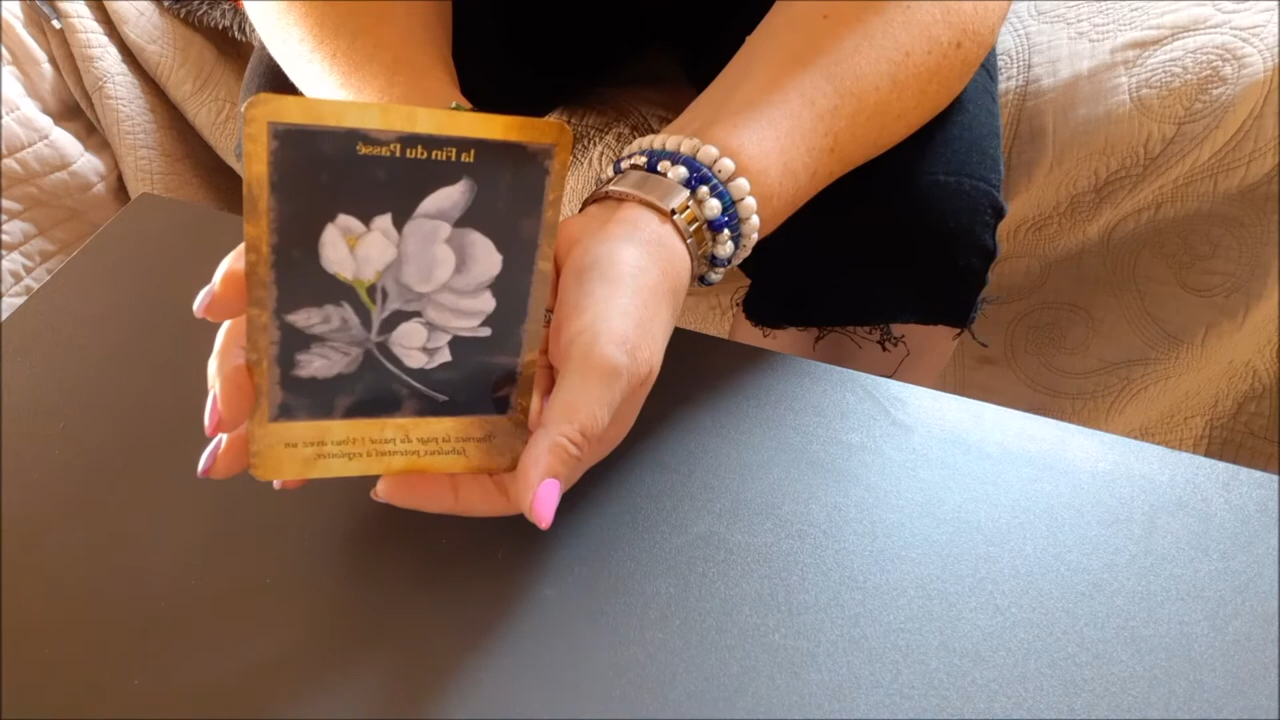 la Fin du Passé
Tournez la page du passé ! Vous avez un
fabuleux potentiel à exploiter.